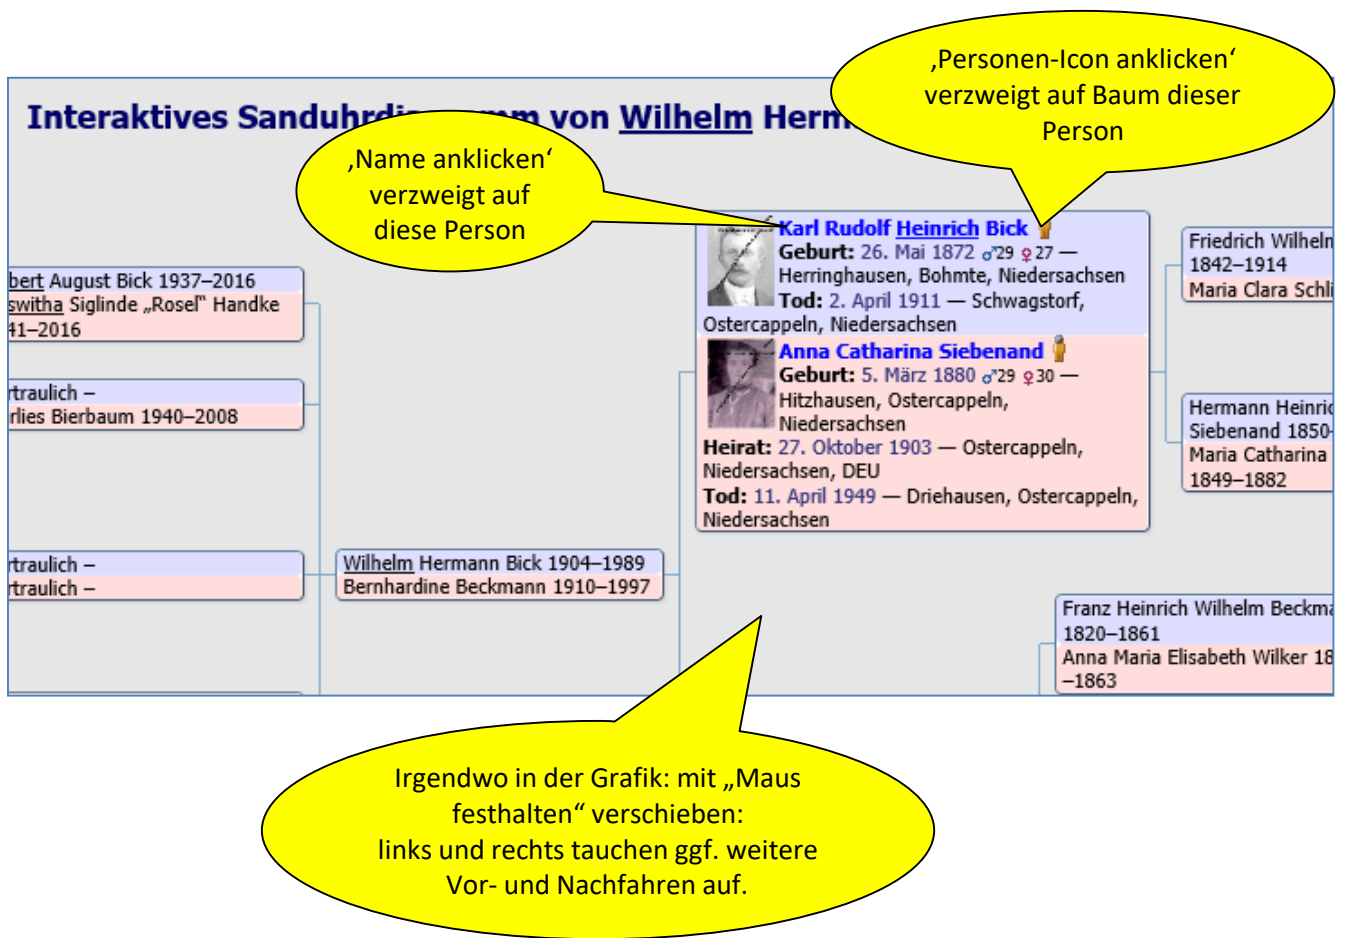 ‚Personen-Icon anklicken‘
verzweigt auf Baum dieser
Person
Interaktives Sanduhrdiagramm von Wilhelm Herm
‚Name anklicken‘
verzweigt auf
diese Person
Karl Rudolf Heinrich Bick
Geburt: 26. Mai 1872 ♂29 ♀27 —
Herringhausen, Bohmte, Niedersachsen
Tod: 2. April 1911 — Schwagstorf,
Ostercappeln, Niedersachsen
Anna Catharina Siebenand
Geburt: 5. März 1880 ♂29 ♀30 —
Hitzhausen, Ostercappeln,
Niedersachsen
Heirat: 27. Oktober 1903 — Ostercappeln,
Niedersachsen, DEU
Tod: 11. April 1949 — Driehausen, Ostercappeln,
Niedersachsen
bert August Bick 1937–2016
switha Siglinde „Rosel“ Handke
41–2016
rtraulich –
rlies Bierbaum 1940–2008
rtraulich –
rtraulich –
Wilhelm Hermann Bick 1904–1989
Bernhardine Beckmann 1910–1997
Friedrich Wilheln
1842–1914
Maria Clara Schli
Hermann Heinric
Siebenand 1850-
Maria Catharina
1849–1882
Franz Heinrich Wilhelm Beckma
1820–1861
Anna Maria Elisabeth Wilker 18
–1863
Irgendwo in der Grafik: mit „Maus
festhalten“ verschieben:
links und rechts tauchen ggf. weitere
Vor- und Nachfahren auf.